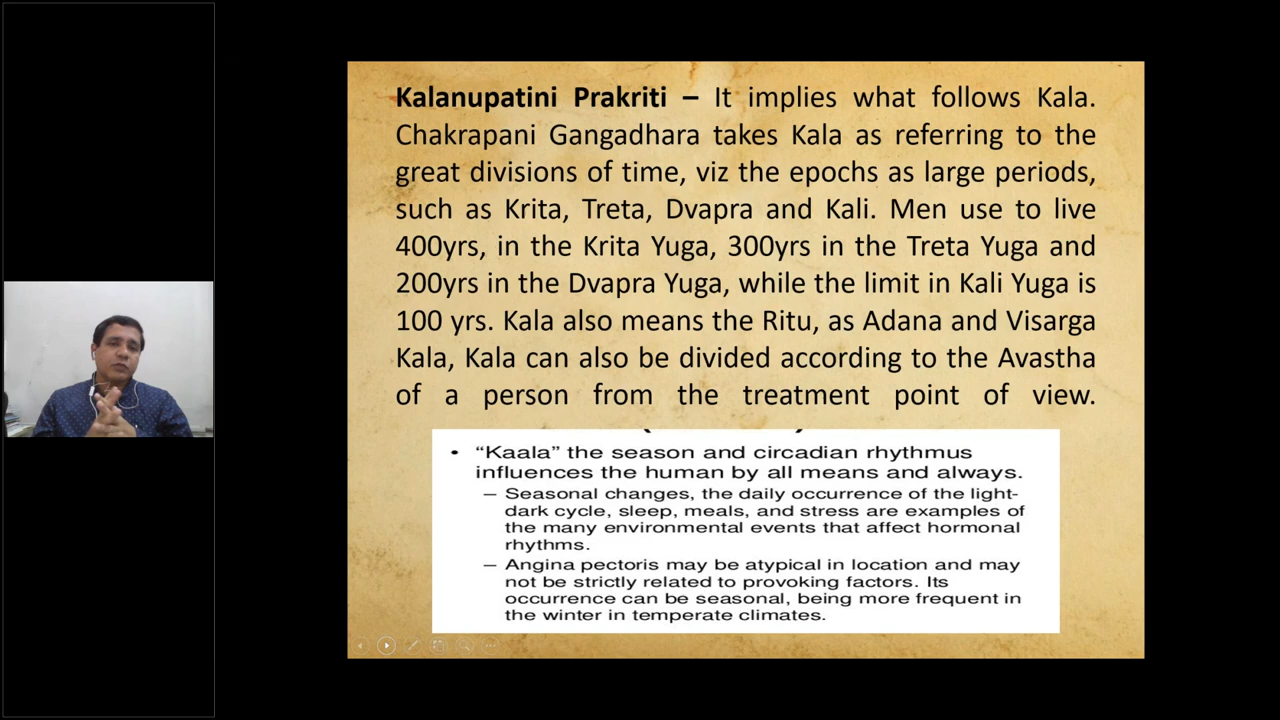 Kalanupatini Prakriti – It implies what follows Kala.
Chakrapani Gangadhara takes Kala as referring to the
great divisions of time, viz the epochs as large periods,
such as Krita, Treta, Dvapra and Kali. Men use to live
400yrs, in the Krita Yuga, 300yrs in the Treta Yuga and
200yrs in the Dvapra Yuga, while the limit in Kali Yuga is
100 yrs. Kala also means the Ritu, as Adana and Visarga
Kala, Kala can also be divided according to the Avastha
of a person from the treatment point of view.
• “Kaala” the season and circadian rhythmus
influences the human by all means and always.
– Seasonal changes, the daily occurrence of the light-
dark cycle, sleep, meals, and stress are examples of
the many environmental events that affect hormonal
rhythms.
– Angina pectoris may be atypical in location and may
not be strictly related to provoking factors. Its
occurrence can be seasonal, being more frequent in
the winter in temperate climates.